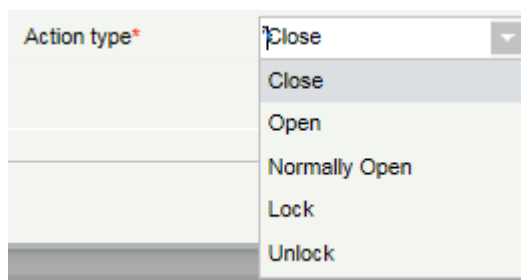 Action type* Close
Close
Open
Normally Open
Lock
Unlock